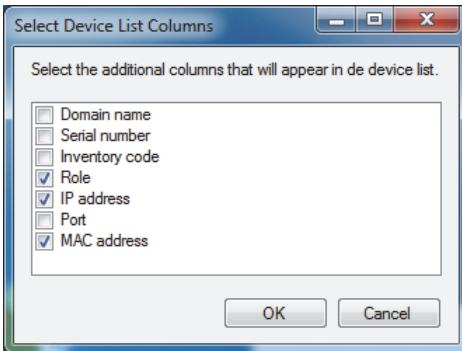 Select Device List Columns
Select the additional columns that will appear in de device list.
Domain name
Serial number
Inventory code
Role
IP address
Port
MAC address
OK
Cancel